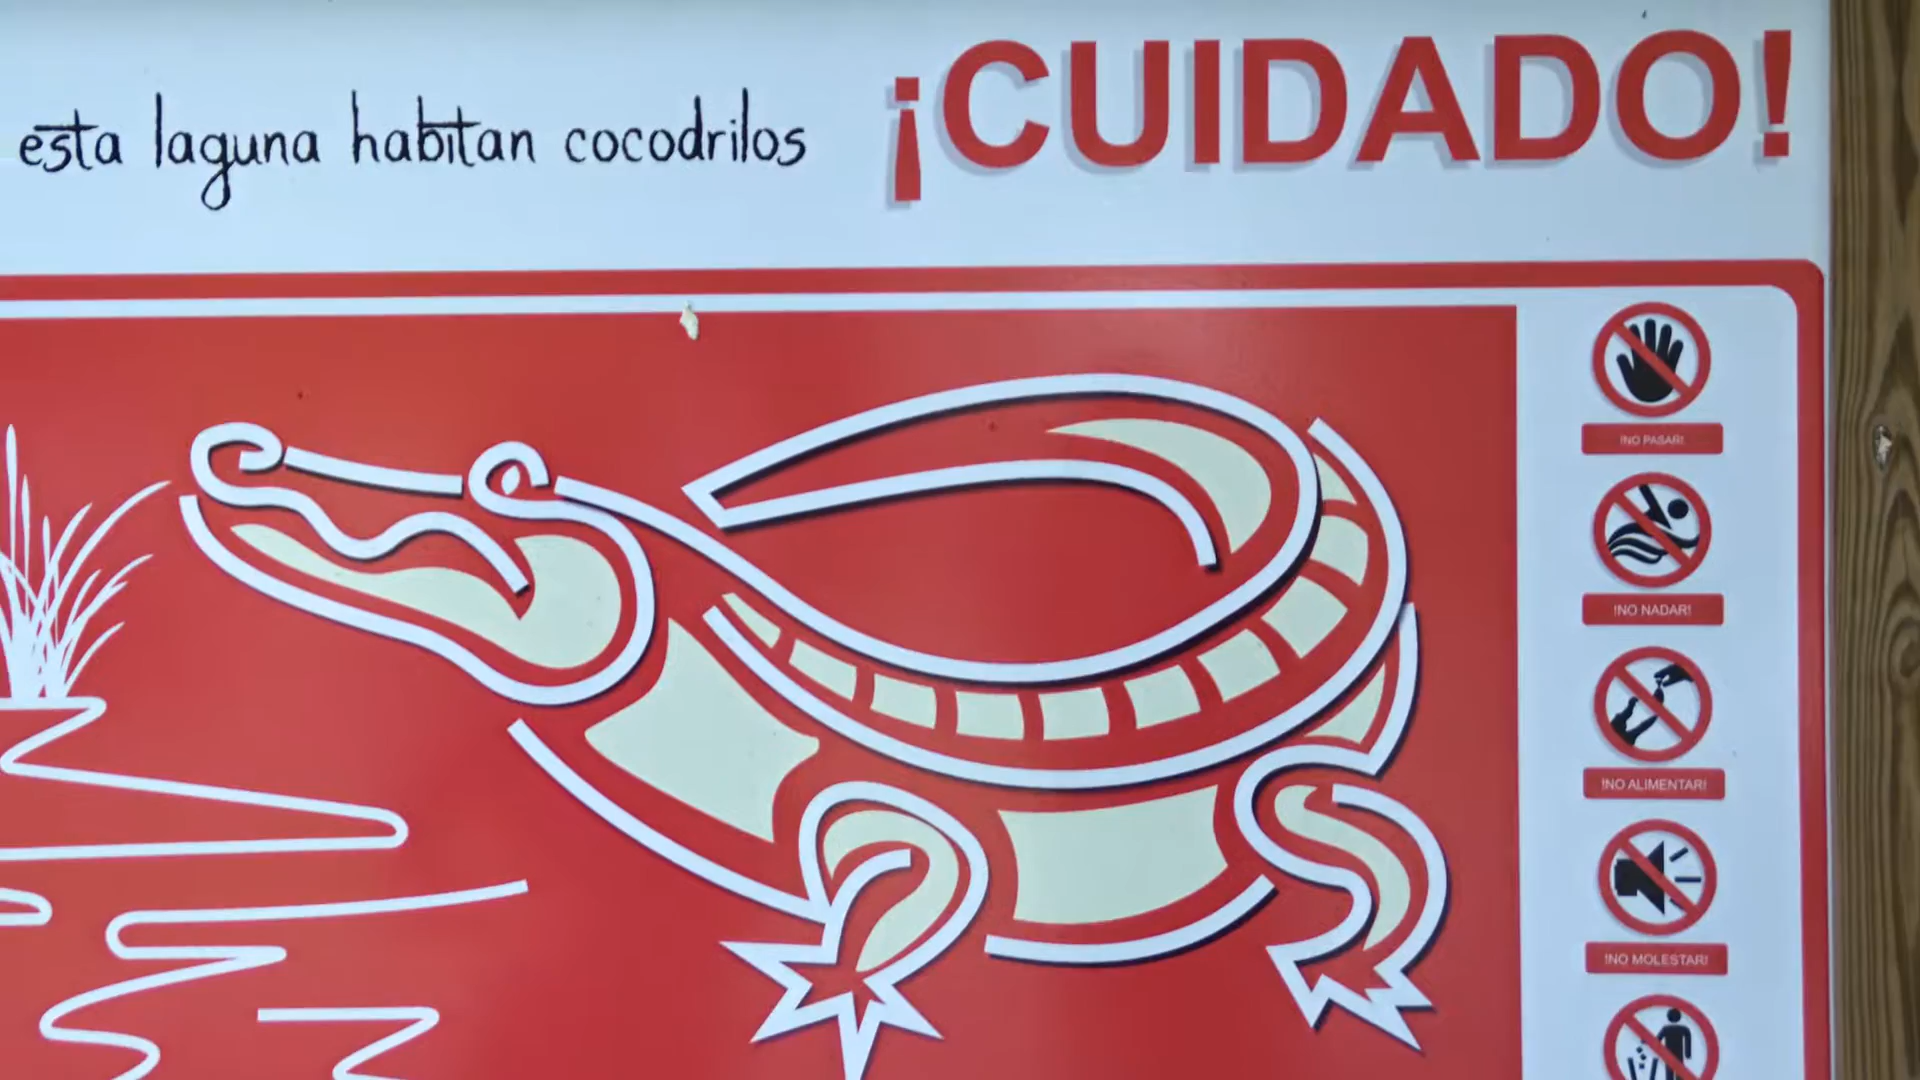 esta laguna habitan cocodrilos
¡CUIDADO!
!NO PASAR!
!NO NADAR!
!NO ALIMENTAR!
!NO MOLESTAR!